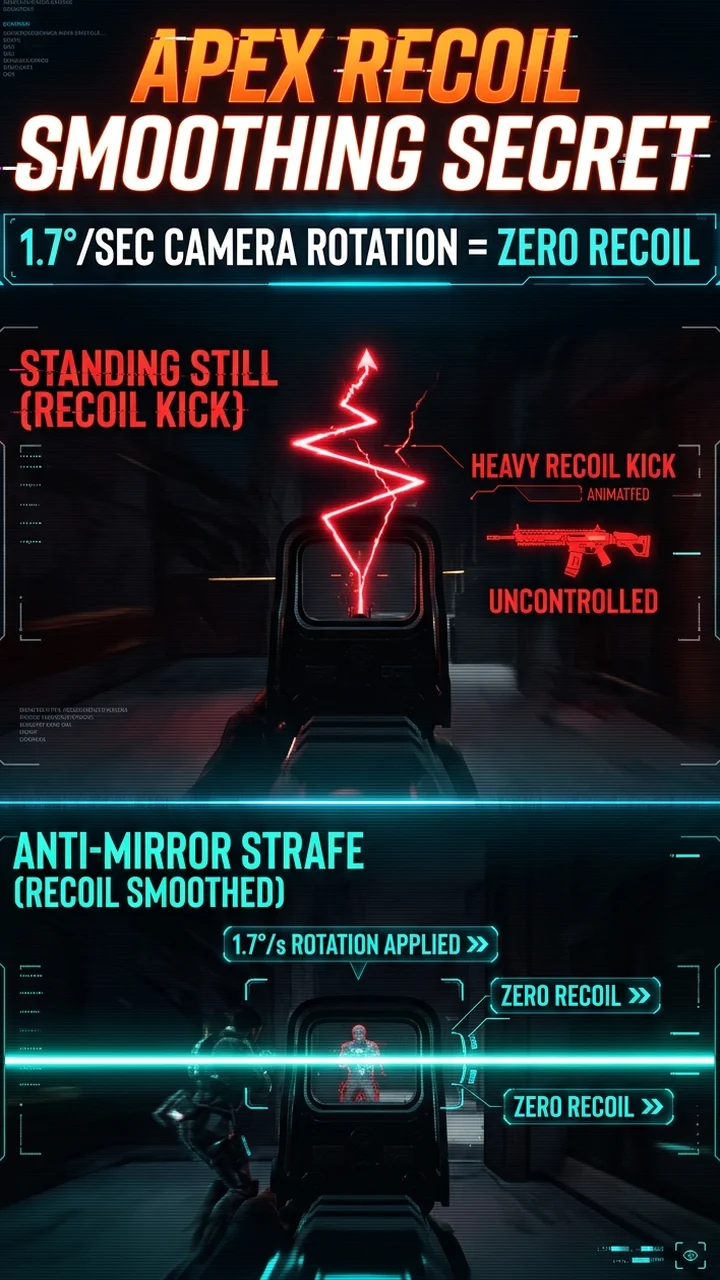 APEX RECOIL
SMOOTHING SECRET
1.7°/SEC CAMERA ROTATION = ZERO RECOIL
STANDING STILL
(RECOIL KICK)
HEAVY RECOIL KICK
ANIMATFED
UNCONTROLLED
ANTI-MIRROR STRAFE
(RECOIL SMOOTHED)
1.7°/s ROTATION APPLIED »
ZERO RECOIL »
ZERO RECOIL »